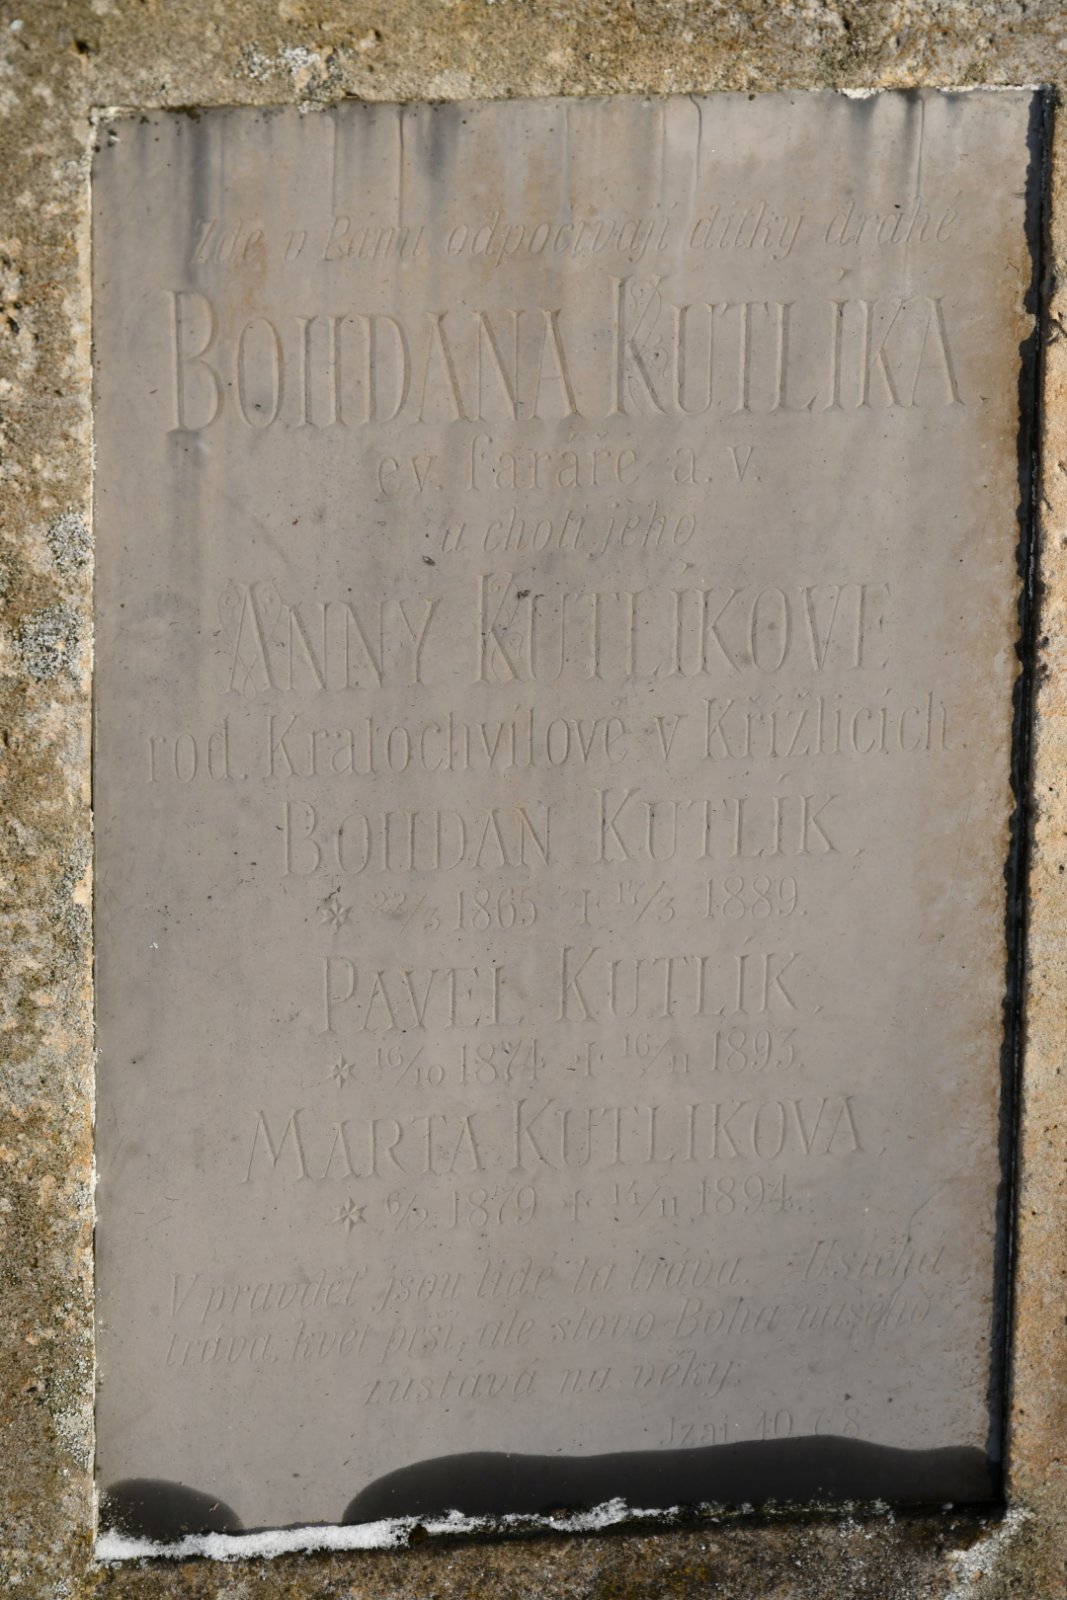 Zde v Pánu odpočívají dítky drahé
BOHDANA KUTLÍKA
ev. faráře a. v.
a choti jeho
ANNY KUTLÍKOVÉ
rod. Kratochvílové v Křížlicích.
BOHDAN KUTLÍK,
* 22/3 1865 + 17/3 1889.
PAVEL KUTLÍK,
* 16/10 1874 + 16/11 1893.
MARTA KUTLIKOVA,
* 6/2 1879 + 14/11 1894.
V pravdéť jsou lidé ta tráva. Usichá
tráva, květ prší, ale slovo Boha našeho
zůstává na věky.
Izai. 40, 7. 8.